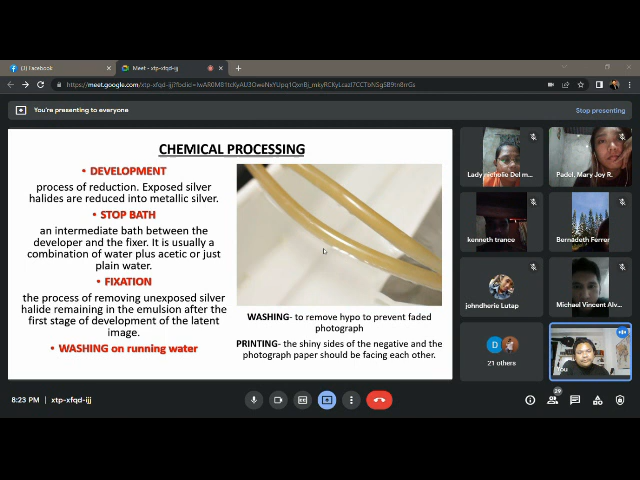 Facebook
Meet - xtp-xfqd-ijj
You're presenting to everyone
Stop presenting
CHEMICAL PROCESSING
• DEVELOPMENT
process of reduction. Exposed silver
halides are reduced into metallic silver.
• STOP BATH
an intermediate bath between the
developer and the fixer. It is usually a
combination of water plus acetic or just
plain water.
• FIXATION
the process of removing unexposed silver
halide remaining in the emulsion after the
first stage of development of the latent
image.
• WASHING on running water
WASHING- to remove hypo to prevent faded
photograph
PRINTING- the shiny sides of the negative and the
photograph paper should be facing each other.
Lady nicholle Del m...
Padel, Mary Joy R.
kenneth trance
Bernadeth Ferrer
johndherie Lutap
Michael Vincent Alv...
D
21 others
You
8:23 PM | xtp-xfqd-ijj
29